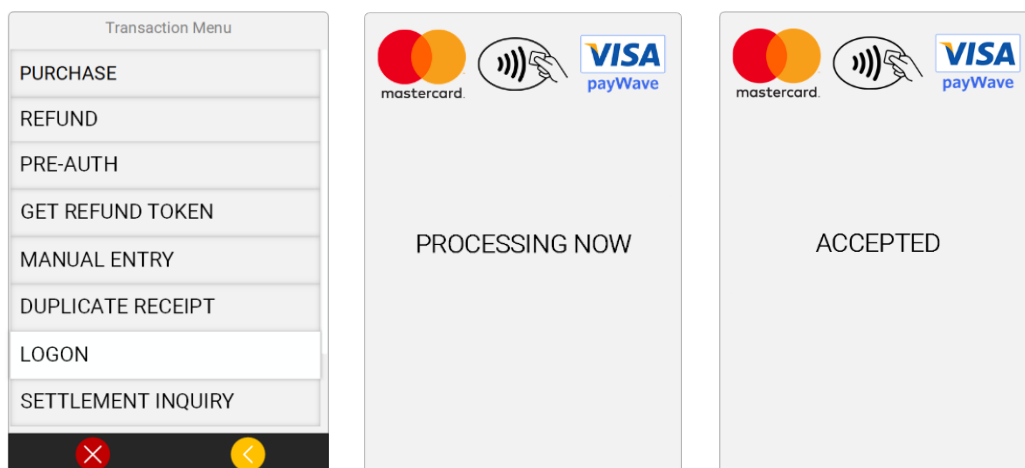 Transaction Menu
PURCHASE
REFUND
PRE-AUTH
GET REFUND TOKEN
MANUAL ENTRY
DUPLICATE RECEIPT
LOGON
SETTLEMENT INQUIRY
mastercard.
VISA
payWave
PROCESSING NOW
mastercard.
VISA
payWave
ACCEPTED